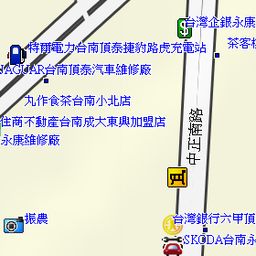 台灣企銀永康
茶客棧
特爾電力台南頂泰捷豹路虎充電站
JAGUAR台南頂泰汽車維修廠
丸作食茶台南小北店
住商不動產台南成大東興加盟店
永康維修廠
中正南路
振農
台灣銀行六甲頂
SKODA台南永